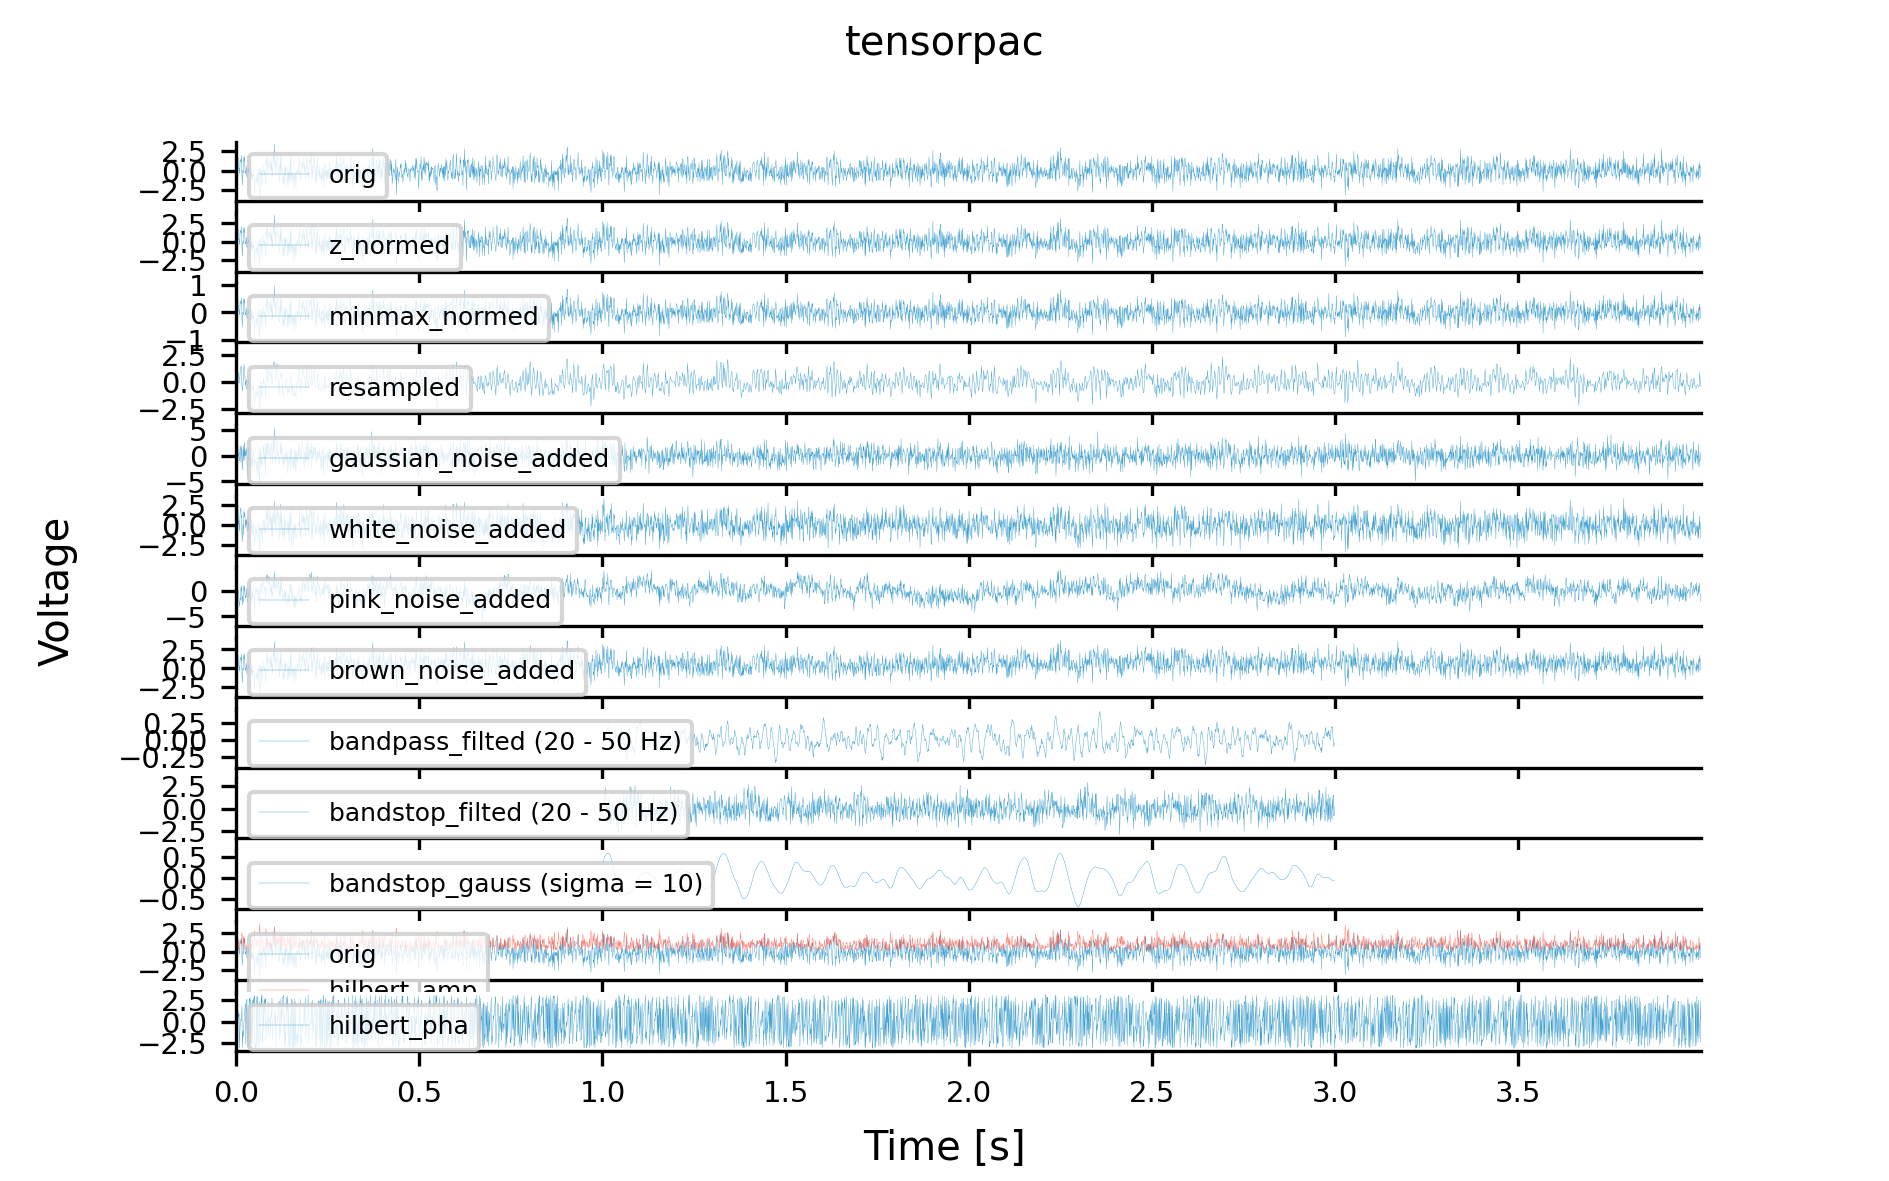 tensorpac
Voltage
2.5
0.0
−2.5
orig
2.5
0.0
−2.5
z_normed
1
0
−1
minmax_normed
2.5
0.0
−2.5
resampled
5
0
−5
gaussian_noise_added
2.5
0.0
−2.5
white_noise_added
0
−5
pink_noise_added
2.5
0.0
−2.5
brown_noise_added
0.25
0.00
−0.25
bandpass_filted (20 - 50 Hz)
2.5
0.0
−2.5
bandstop_filted (20 - 50 Hz)
0.5
0.0
−0.5
bandstop_gauss (sigma = 10)
2.5
0.0
−2.5
orig
hilbert_amp
2.5
0.0
−2.5
hilbert_pha
0.0 0.5 1.0 1.5 2.0 2.5 3.0 3.5
Time [s]